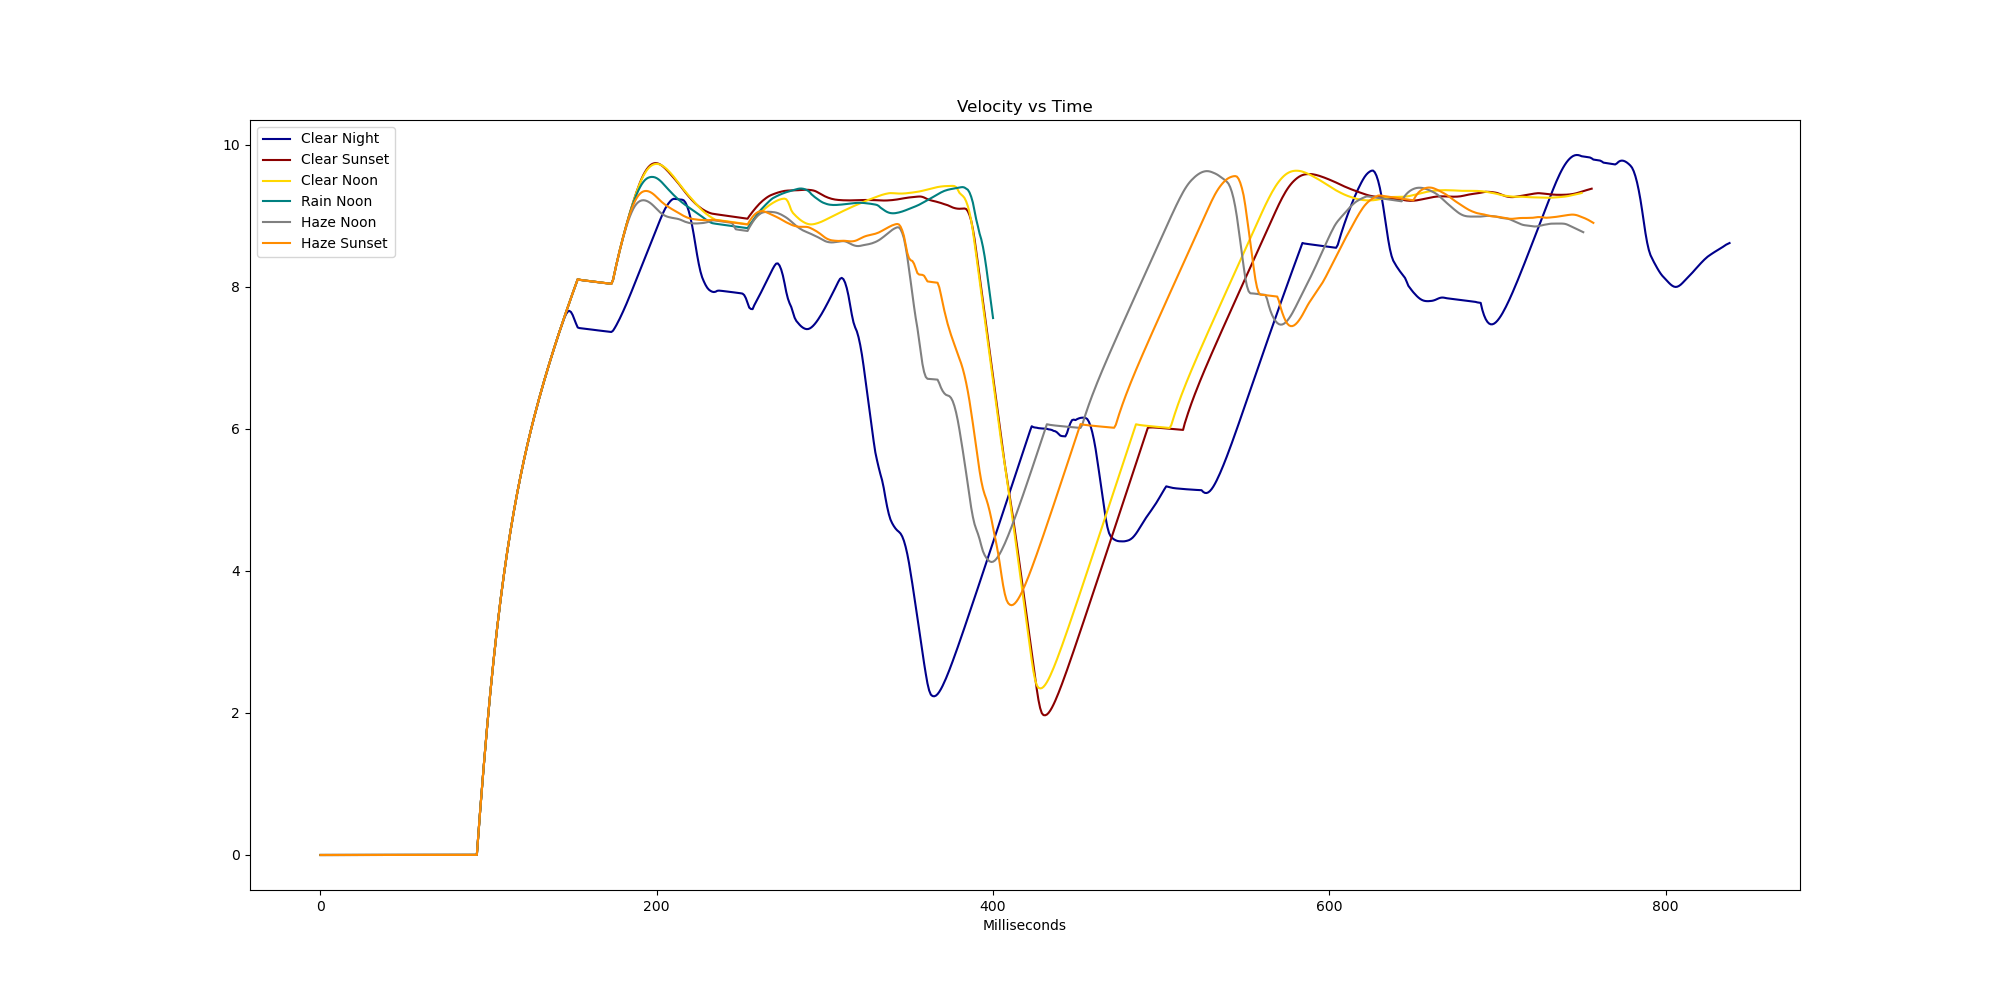 Velocity vs Time
Clear Night
Clear Sunset
Clear Noon
Rain Noon
Haze Noon
Haze Sunset
10
8
6
4
2
0
0 200 400 600 800
Milliseconds